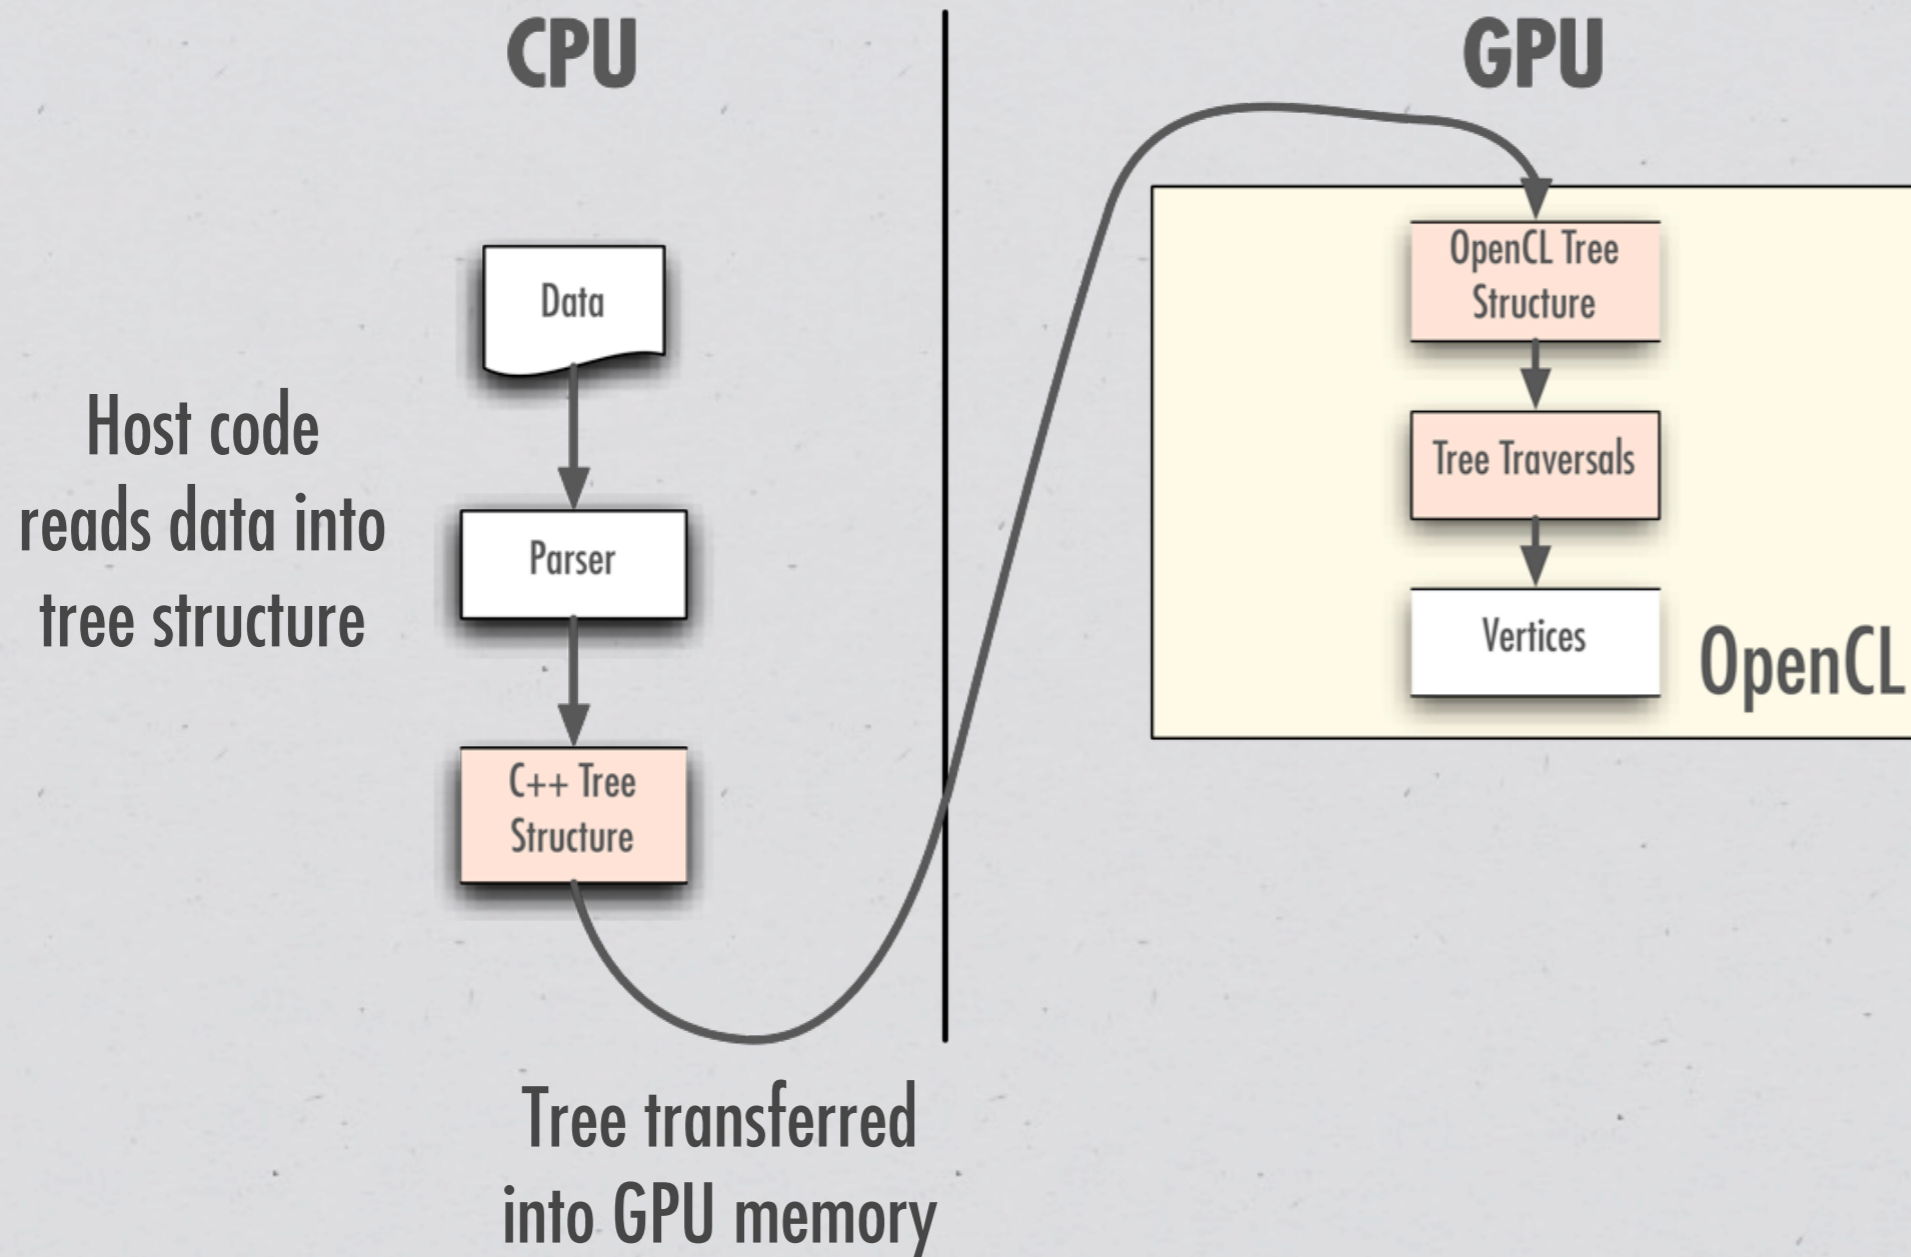 CPU
GPU
Data
Host code
reads data into
tree structure
Parser
C++ Tree
Structure
Tree transferred
into GPU memory
OpenCL Tree
Structure
Tree Traversals
Vertices
OpenCL